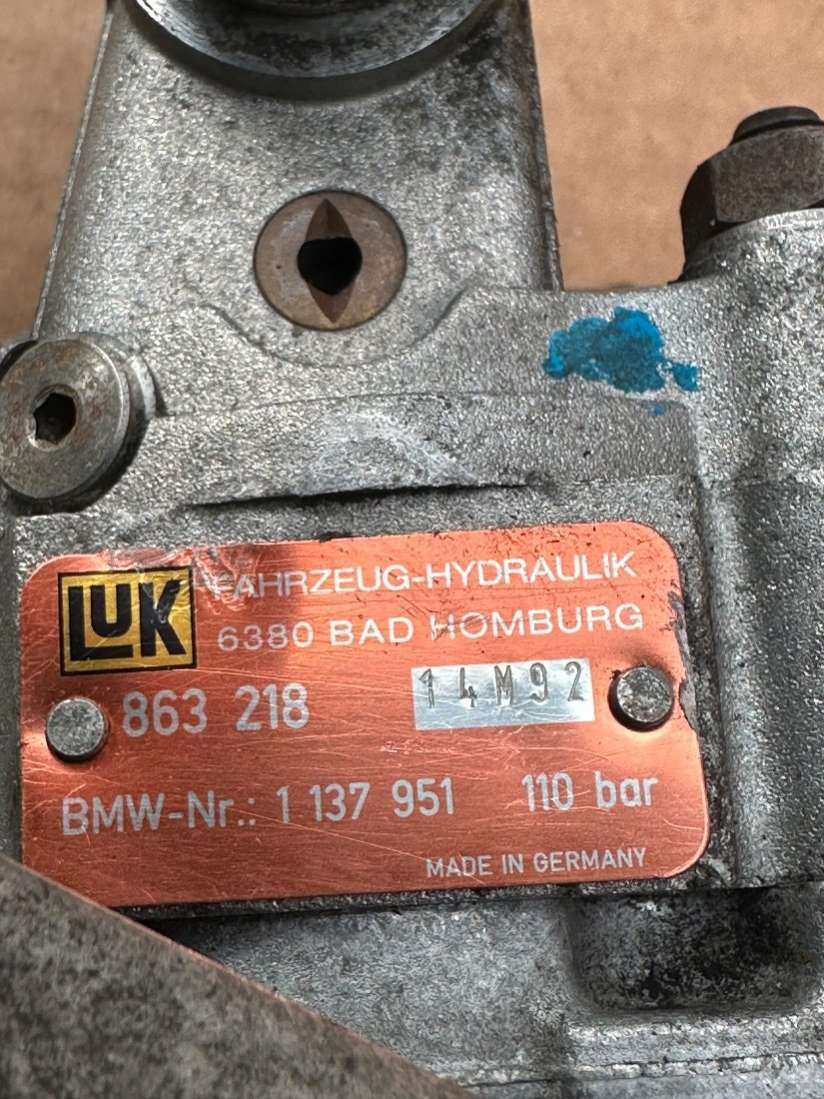 LUK FAHRZEUG-HYDRAULIK
6380 BAD HOMBURG
863 218 14M92
BMW-Nr.: 1 137 951 110 bar
MADE IN GERMANY